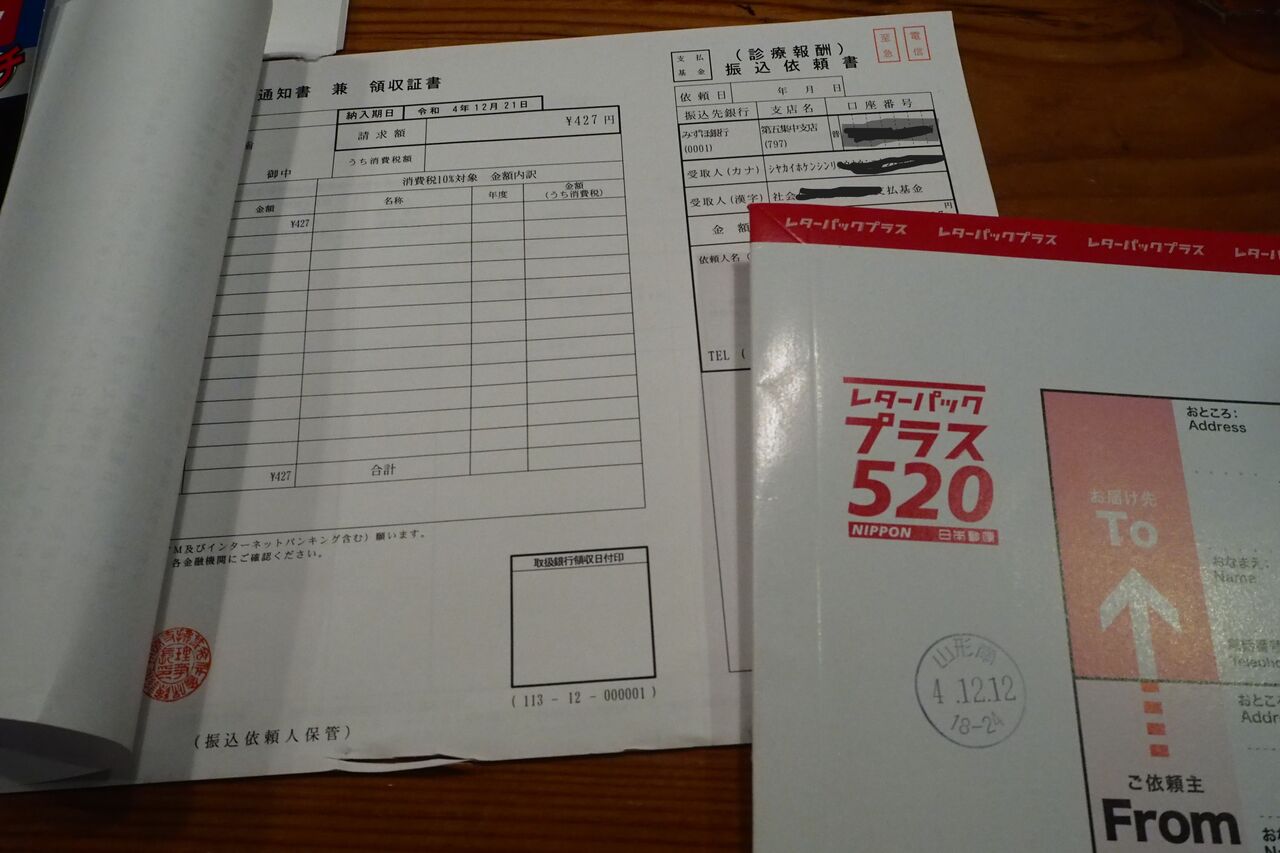 通知書 兼 領収証書
納入期日 令和 4年12月21日
請求額 ¥427円
うち消費税額
御中
消費税10%対象 金額内訳
金額 名称 年度 金額
(うち消費税)
¥427
¥427 合計
M及びインターネットバンキング含む)願います。
各金融機関にご確認ください。
取扱銀行領収日付印
(113 - 12 - 000001)
(振込依頼人保管)
支払
基金
(診療報酬)
振込依頼書
至急
電信
依頼日 年 月 日
振込先銀行 支店名 口座番号
みずほ銀行
(0001)
第五集中支店
(797)
普
受取人(カナ) シヤカイホケンシンリ
受取人(漢字) 社会 支払基金
金額 円
依頼人名(
TEL (
レターパックプラス レターパックプラス レターパックプラス
レターパック
プラス
520
NIPPON 日本郵便
おところ:
Address
お届け先
To
おなまえ:
Name
山形南
4.12.12
18-24
ご依頼主
From